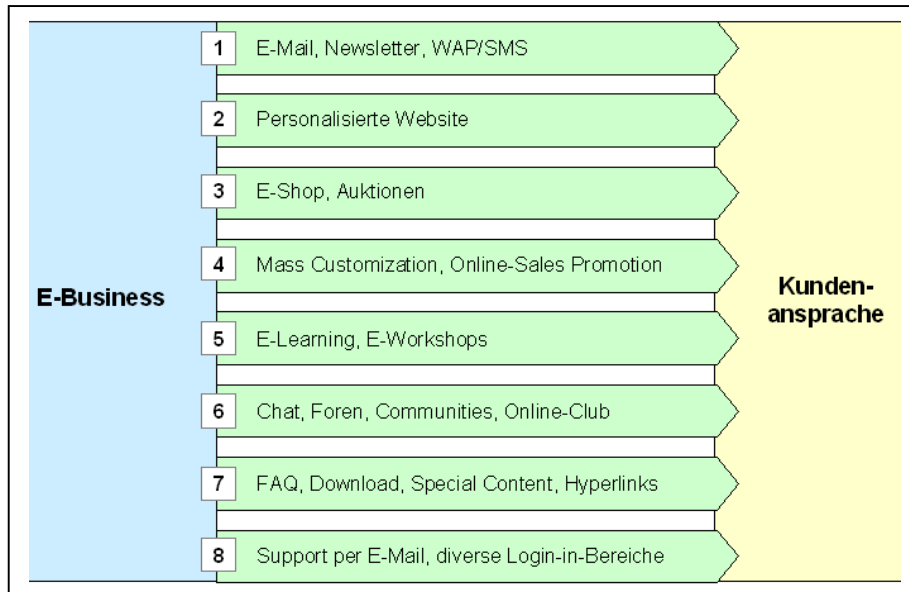 1 E-Mail, Newsletter, WAP/SMS
2 Personalisierte Website
3 E-Shop, Auktionen
4 Mass Customization, Online-Sales Promotion
E-Business
Kunden-
ansprache
5 E-Learning, E-Workshops
6 Chat, Foren, Communities, Online-Club
7 FAQ, Download, Special Content, Hyperlinks
8 Support per E-Mail, diverse Login-in-Bereiche